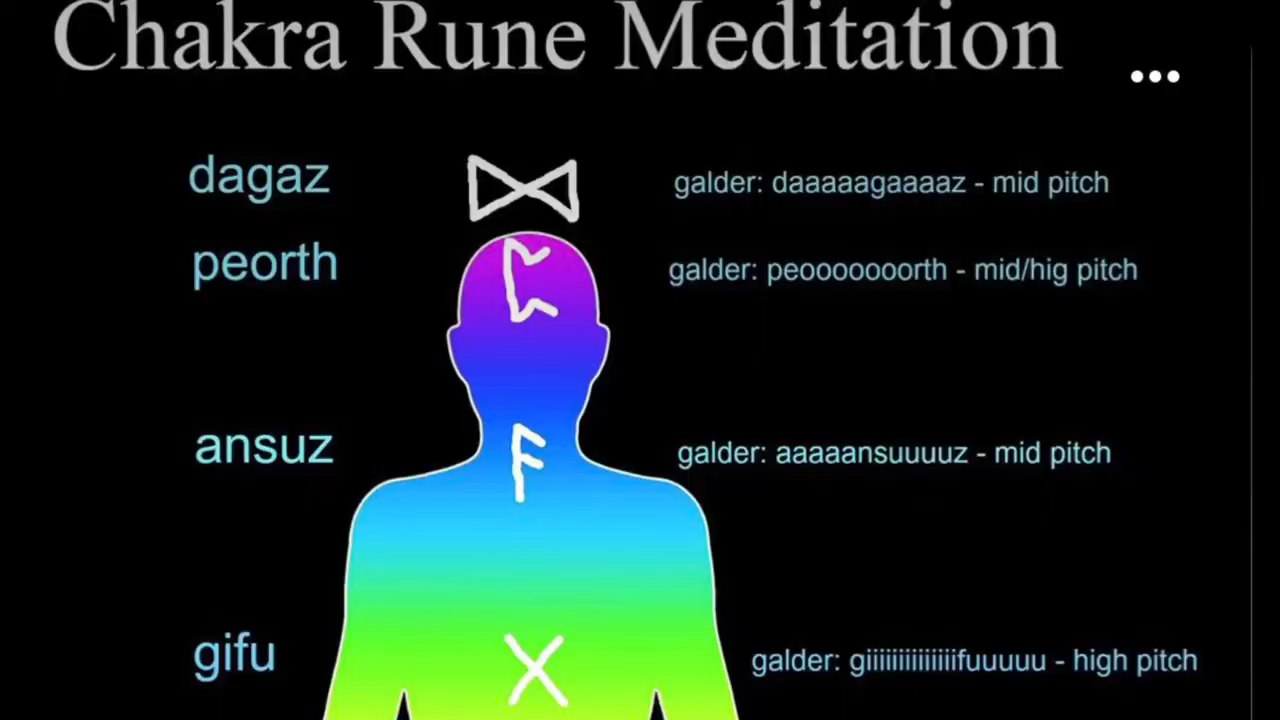 Chakra Rune Meditation
dagaz ᛞ galder: daaaaagaaaaz - mid pitch
peorth ᛈ galder: peooooooorth - mid/hig pitch
ansuz ᚨ galder: aaaaansuuuuz - mid pitch
gifu ᚷ galder: giiiiiiiiiiiiiifuuuuu - high pitch